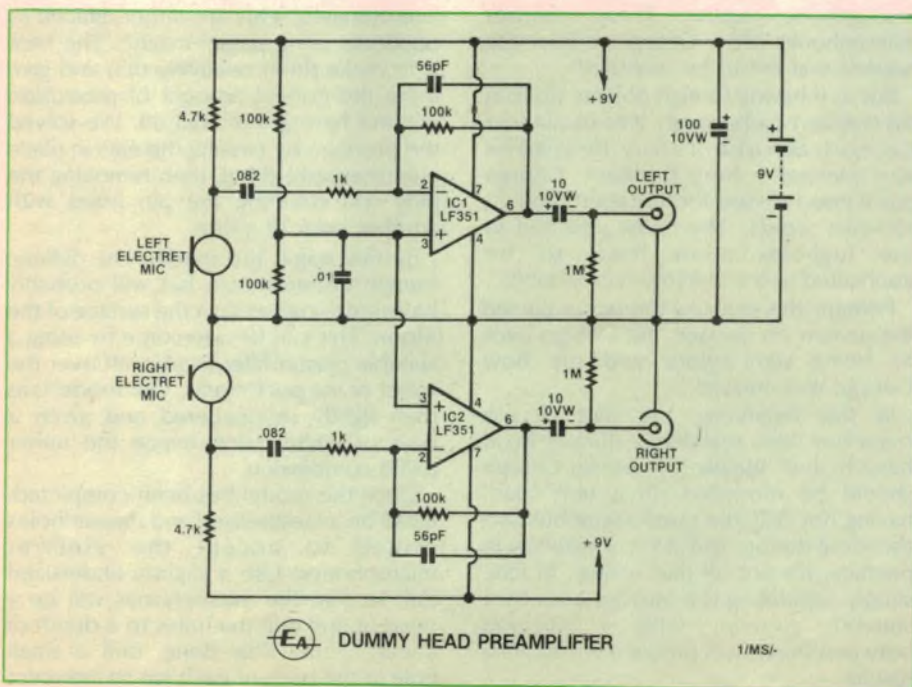 56pF
+9V
4.7k
100k
100k
100
10VW
+
+
9V
.082
1k
2
7
IC1
LF351
6
10
10VW
LEFT
OUTPUT
3
4
LEFT
ELECTRET
MIC
100k
.01
1M
RIGHT
ELECTRET
MIC
1M
3
4
IC2
LF351
6
10
10VW
.082
1k
2
7
RIGHT
OUTPUT
100k
4.7k
56pF
+9V
EA DUMMY HEAD PREAMPLIFIER
1/MS/-